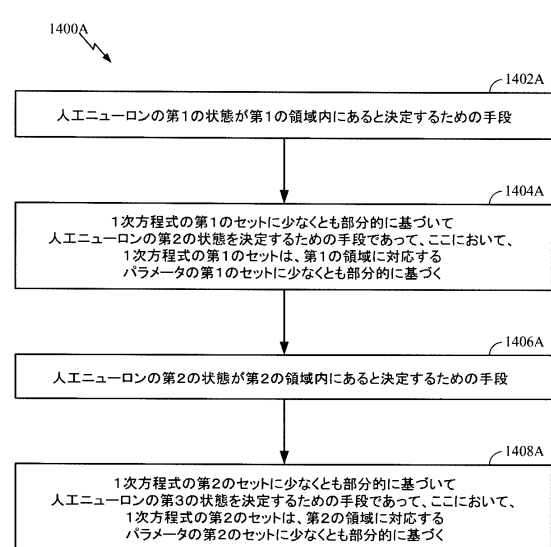 1400A
1402A
人工ニューロンの第1の状態が第1の領域内にあると決定するための手段
1404A
1次方程式の第1のセットに少なくとも部分的に基づいて
人工ニューロンの第2の状態を決定するための手段であって、ここにおいて、
1次方程式の第1のセットは、第1の領域に対応する
パラメータの第1のセットに少なくとも部分的に基づく
1406A
人工ニューロンの第2の状態が第2の領域内にあると決定するための手段
1408A
1次方程式の第2のセットに少なくとも部分的に基づいて
人工ニューロンの第3の状態を決定するための手段であって、ここにおいて、
1次方程式の第2のセットは、第2の領域に対応する
パラメータの第2のセットに少なくとも部分的に基づく